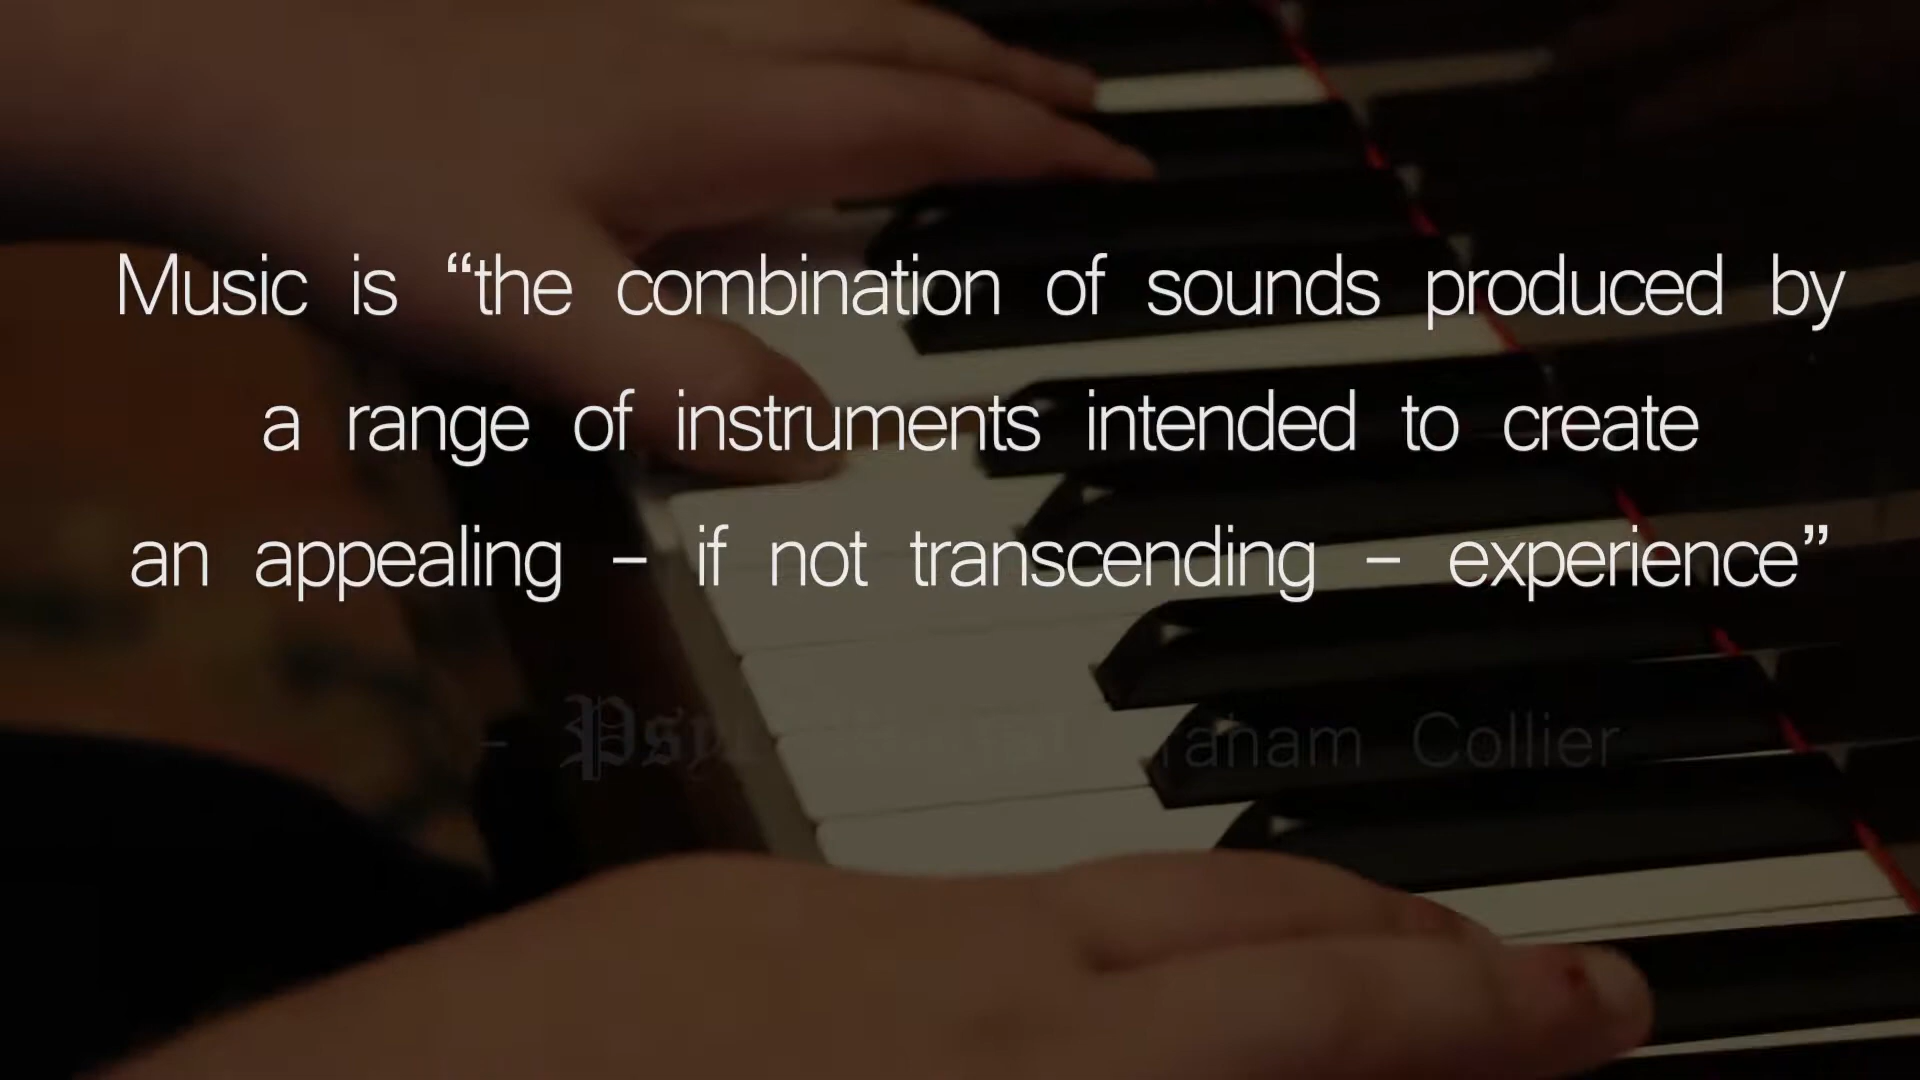 Music is “the combination of sounds produced by
a range of instruments intended to create
an appealing – if not transcending – experience”
– Collier